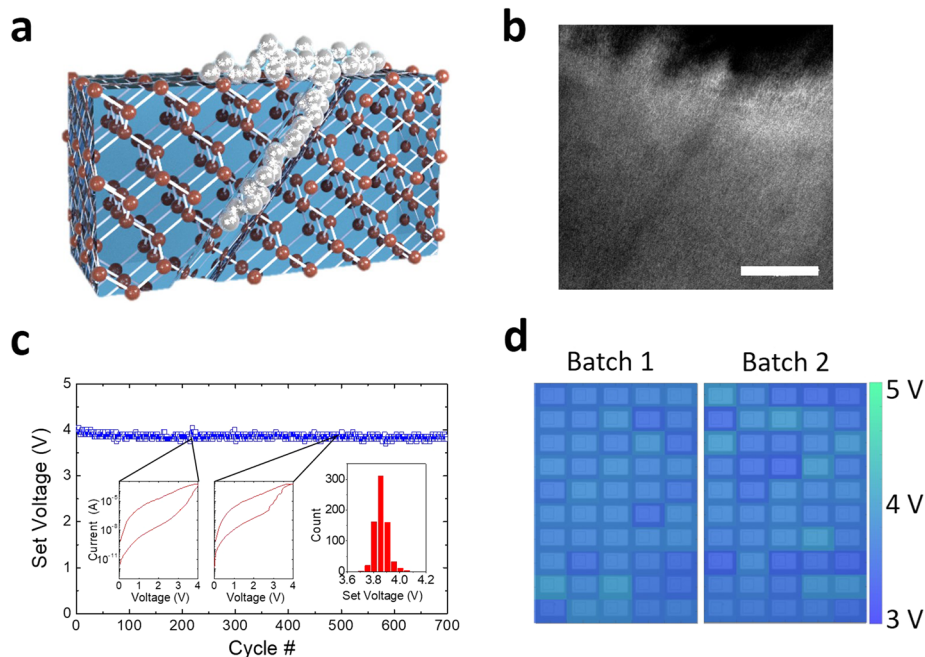 a
b
c
5
4
3
2
1
0
Set Voltage (V)
0 100 200 300 400 500 600 700
Cycle #
Current (A)
10⁻⁵
10⁻⁸
10⁻¹¹
0 1 2 3 4
Voltage (V)
0 1 2 3 4
Voltage (V)
Count
300
200
100
0
3.6 3.8 4.0 4.2
Set Voltage (V)
d
Batch 1
Batch 2
5 V
4 V
3 V